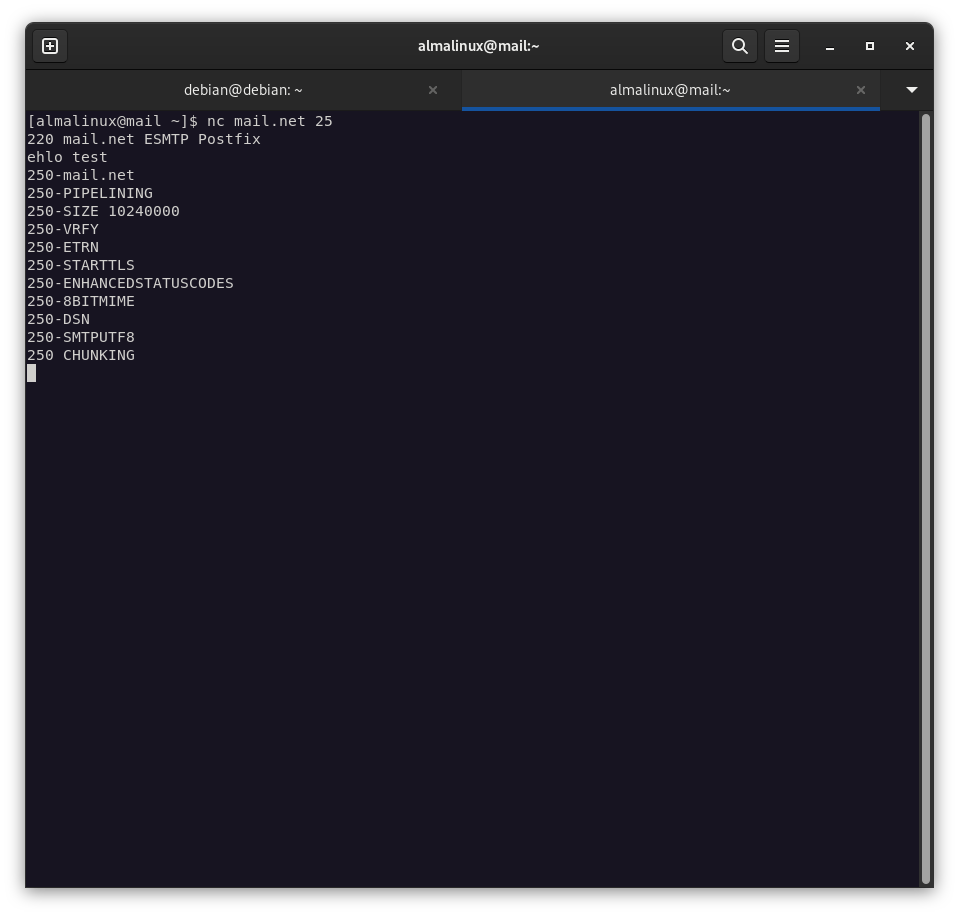 almalinux@mail:~
debian@debian: ~
almalinux@mail:~
[almalinux@mail ~]$ nc mail.net 25
220 mail.net ESMTP Postfix
ehlo test
250-mail.net
250-PIPELINING
250-SIZE 10240000
250-VRFY
250-ETRN
250-STARTTLS
250-ENHANCEDSTATUSCODES
250-8BITMIME
250-DSN
250-SMTPUTF8
250 CHUNKING